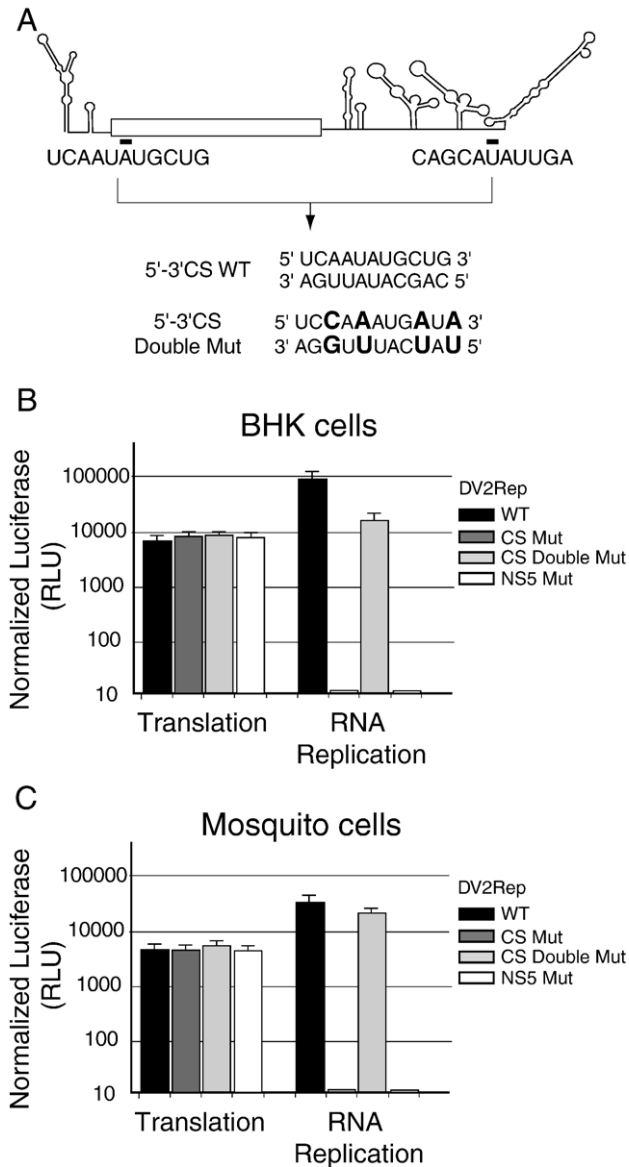 A
UCAAUAUGCUG CAGCAUAUUGA
5'-3'CS WT
5' UCAAUAUGCUG 3'
3' AGUUAUACGAC 5'
5'-3'CS
Double Mut
5' UCCAAAUGAUA 3'
3' AGGUUUACUAU 5'
B
BHK cells
Normalized Luciferase
(RLU)
100000
10000
1000
100
10
Translation
RNA
Replication
DV2Rep
WT
CS Mut
CS Double Mut
NS5 Mut
C
Mosquito cells
Normalized Luciferase
(RLU)
100000
10000
1000
100
10
Translation
RNA
Replication
DV2Rep
WT
CS Mut
CS Double Mut
NS5 Mut